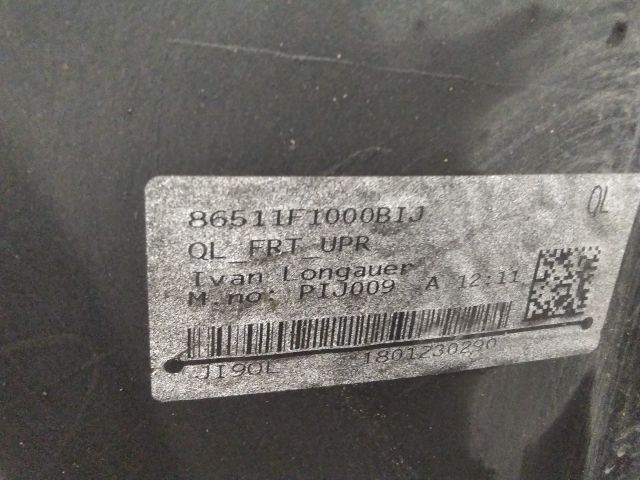 86511F1000BIJ
QL
QL_FRT_UPR
Ivan Longauer
M.no: PIJ009 A 12:11
JI9QL 1801230290